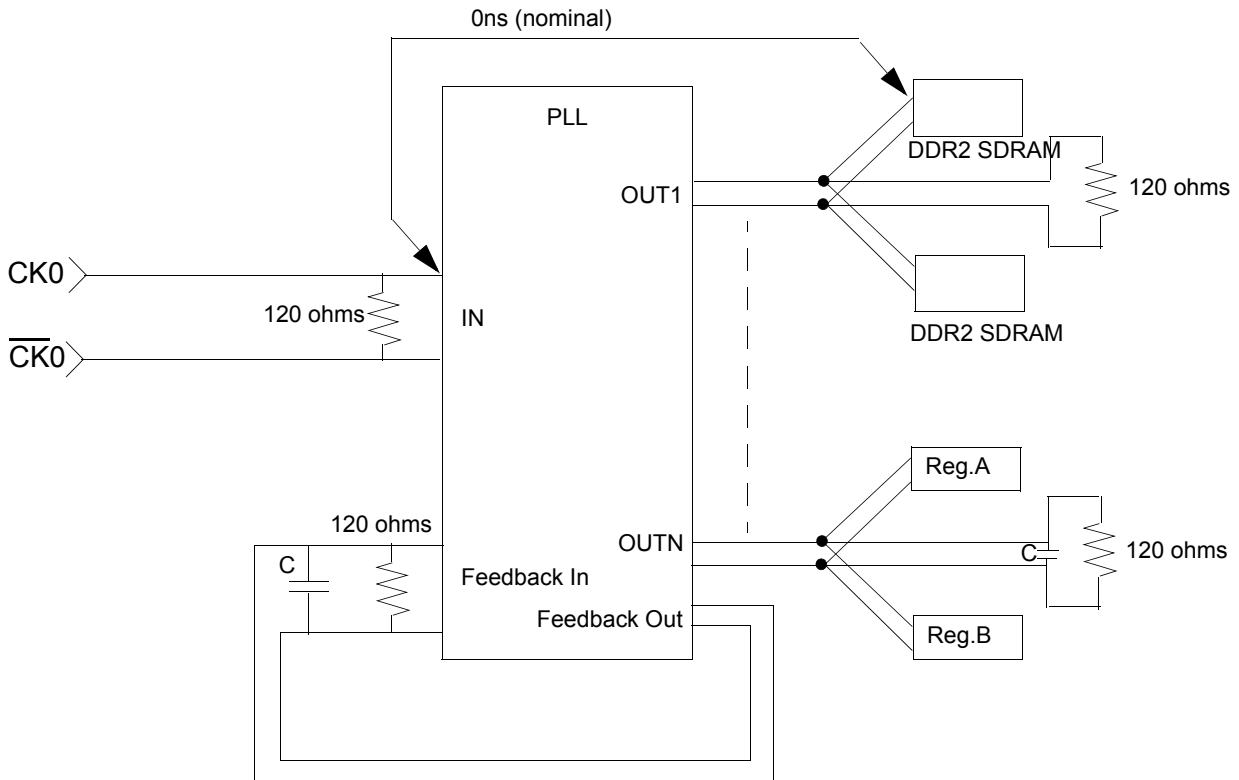 0ns (nominal)
PLL
DDR2 SDRAM
OUT1
120 ohms
CK0
120 ohms
IN
C̅K̅0
DDR2 SDRAM
Reg.A
120 ohms
OUTN
C
120 ohms
C
Feedback In
Feedback Out
Reg.B